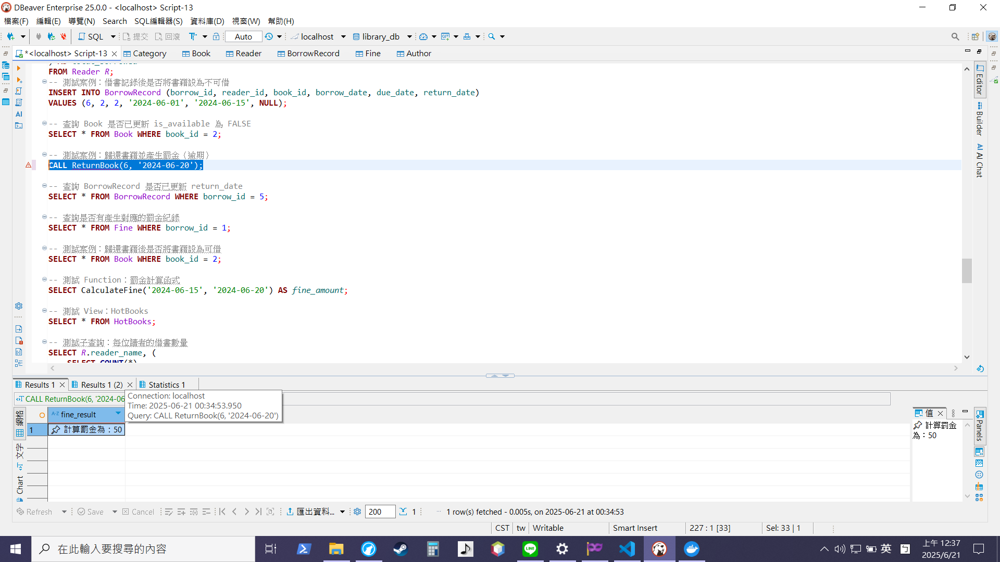 DBeaver Enterprise 25.0.0 - <localhost> Script-13
檔案(F) 編輯(E) 導覽(N) Search SQL編輯器(S) 資料庫(D) 視窗(W) 幫助(H)
SQL 提交 回滾 Auto localhost library_db
*<localhost> Script-13 Category Book Reader BorrowRecord Fine Author
FROM Reader R;
-- 測試案例：借書記錄後是否將書籍設為不可借
INSERT INTO BorrowRecord (borrow_id, reader_id, book_id, borrow_date, due_date, return_date)
VALUES (6, 2, 2, '2024-06-01', '2024-06-15', NULL);
-- 查詢 Book 是否已更新 is_available 為 FALSE
SELECT * FROM Book WHERE book_id = 2;
-- 測試案例：歸還書籍並產生罰金（逾期）
CALL ReturnBook(6, '2024-06-20');
-- 查詢 BorrowRecord 是否已更新 return_date
SELECT * FROM BorrowRecord WHERE borrow_id = 5;
-- 查詢是否有產生對應的罰金紀錄
SELECT * FROM Fine WHERE borrow_id = 1;
-- 測試案例：歸還書籍後是否將書籍設為可借
SELECT * FROM Book WHERE book_id = 2;
-- 測試 Function：罰金計算函式
SELECT CalculateFine('2024-06-15', '2024-06-20') AS fine_amount;
-- 測試 View：HotBooks
SELECT * FROM HotBooks;
-- 測試子查詢：每位讀者的借書數量
SELECT R.reader_name, (
SELECT COUNT(*)
Editor
Builder
AI Chat
Results 1 Results 1 (2) Statistics 1
CALL ReturnBook(6, '2024-06
Connection: localhost
Time: 2025-06-21 00:34:53.950
Query: CALL ReturnBook(6, '2024-06-20')
網格
文字
Chart
A-Z fine_result
1 📌 計算罰金為：50
值
📌 計算罰金
為：50
Panels
Refresh Save Cancel 匯出資料... 200 1 1 row(s) fetched - 0.005s, on 2025-06-21 at 00:34:53
CST tw Writable Smart Insert 227 : 1 [33] Sel: 33 | 1
在此輸入要搜尋的內容
LINE
英
上午 12:37
2025/6/21